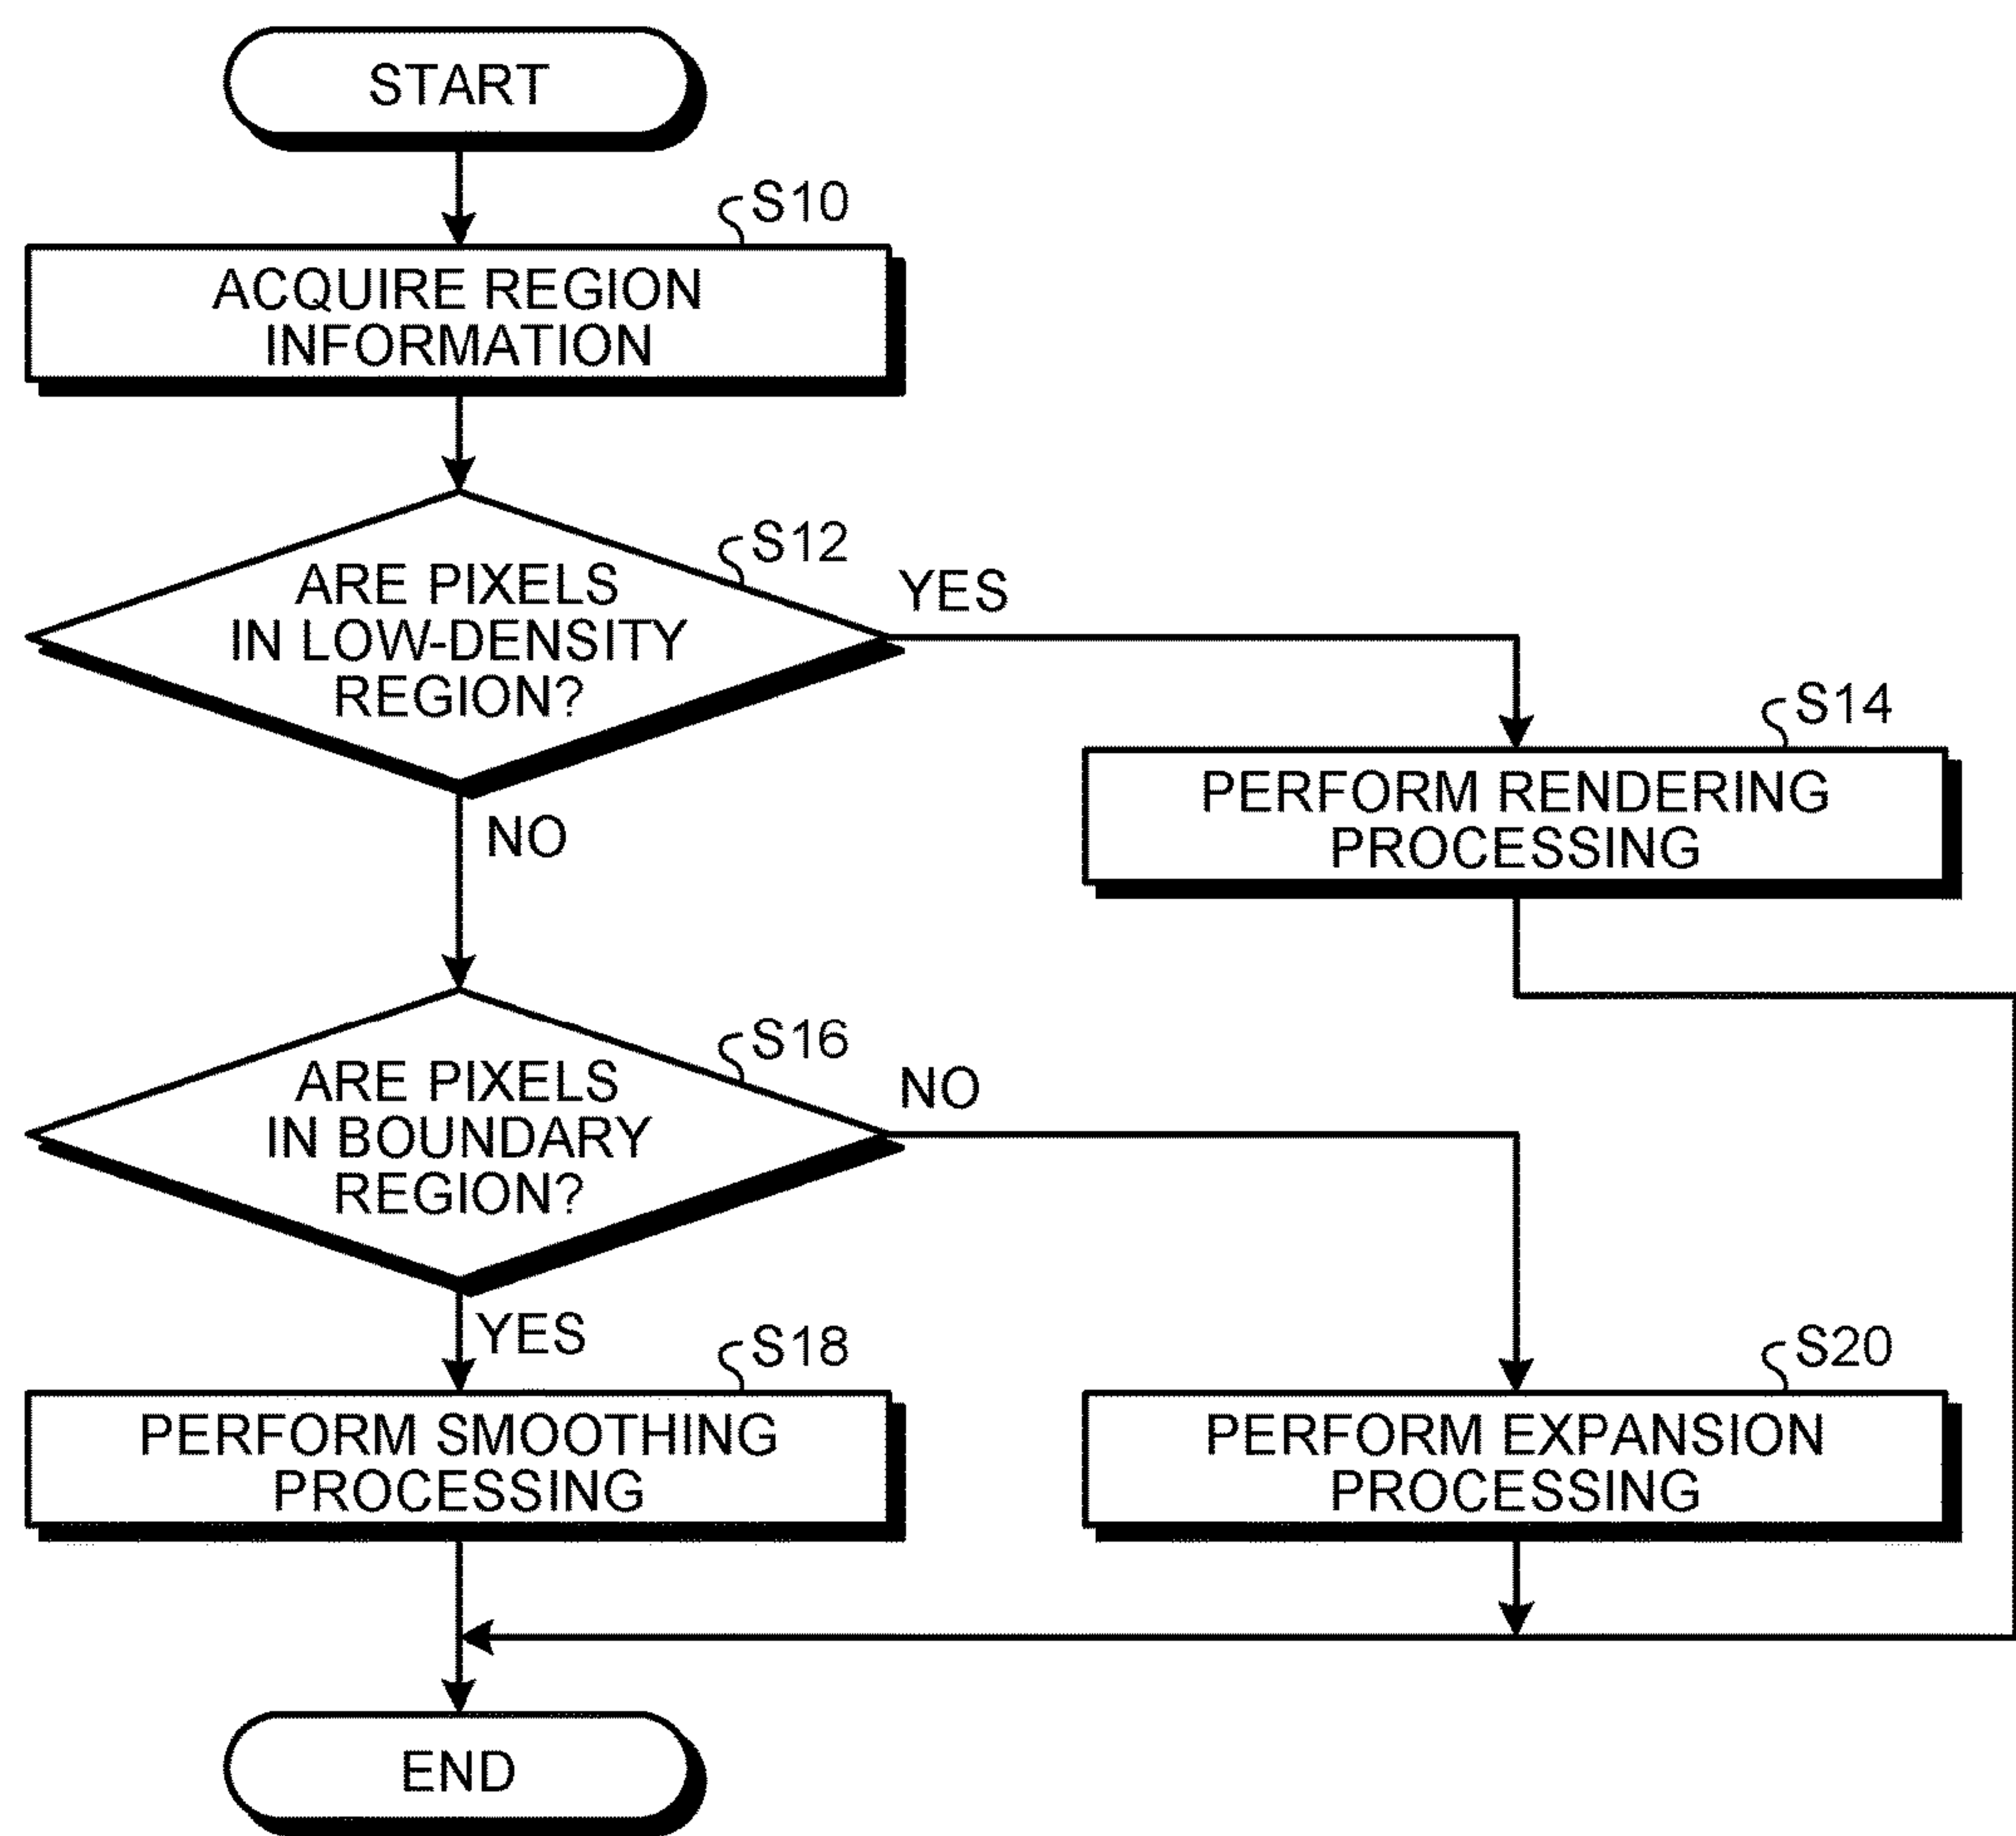 START
S10
ACQUIRE REGION
INFORMATION
S12
ARE PIXELS
IN LOW-DENSITY
REGION?
YES
NO
S14
PERFORM RENDERING
PROCESSING
S16
ARE PIXELS
IN BOUNDARY
REGION?
NO
YES
S18
PERFORM SMOOTHING
PROCESSING
S20
PERFORM EXPANSION
PROCESSING
END